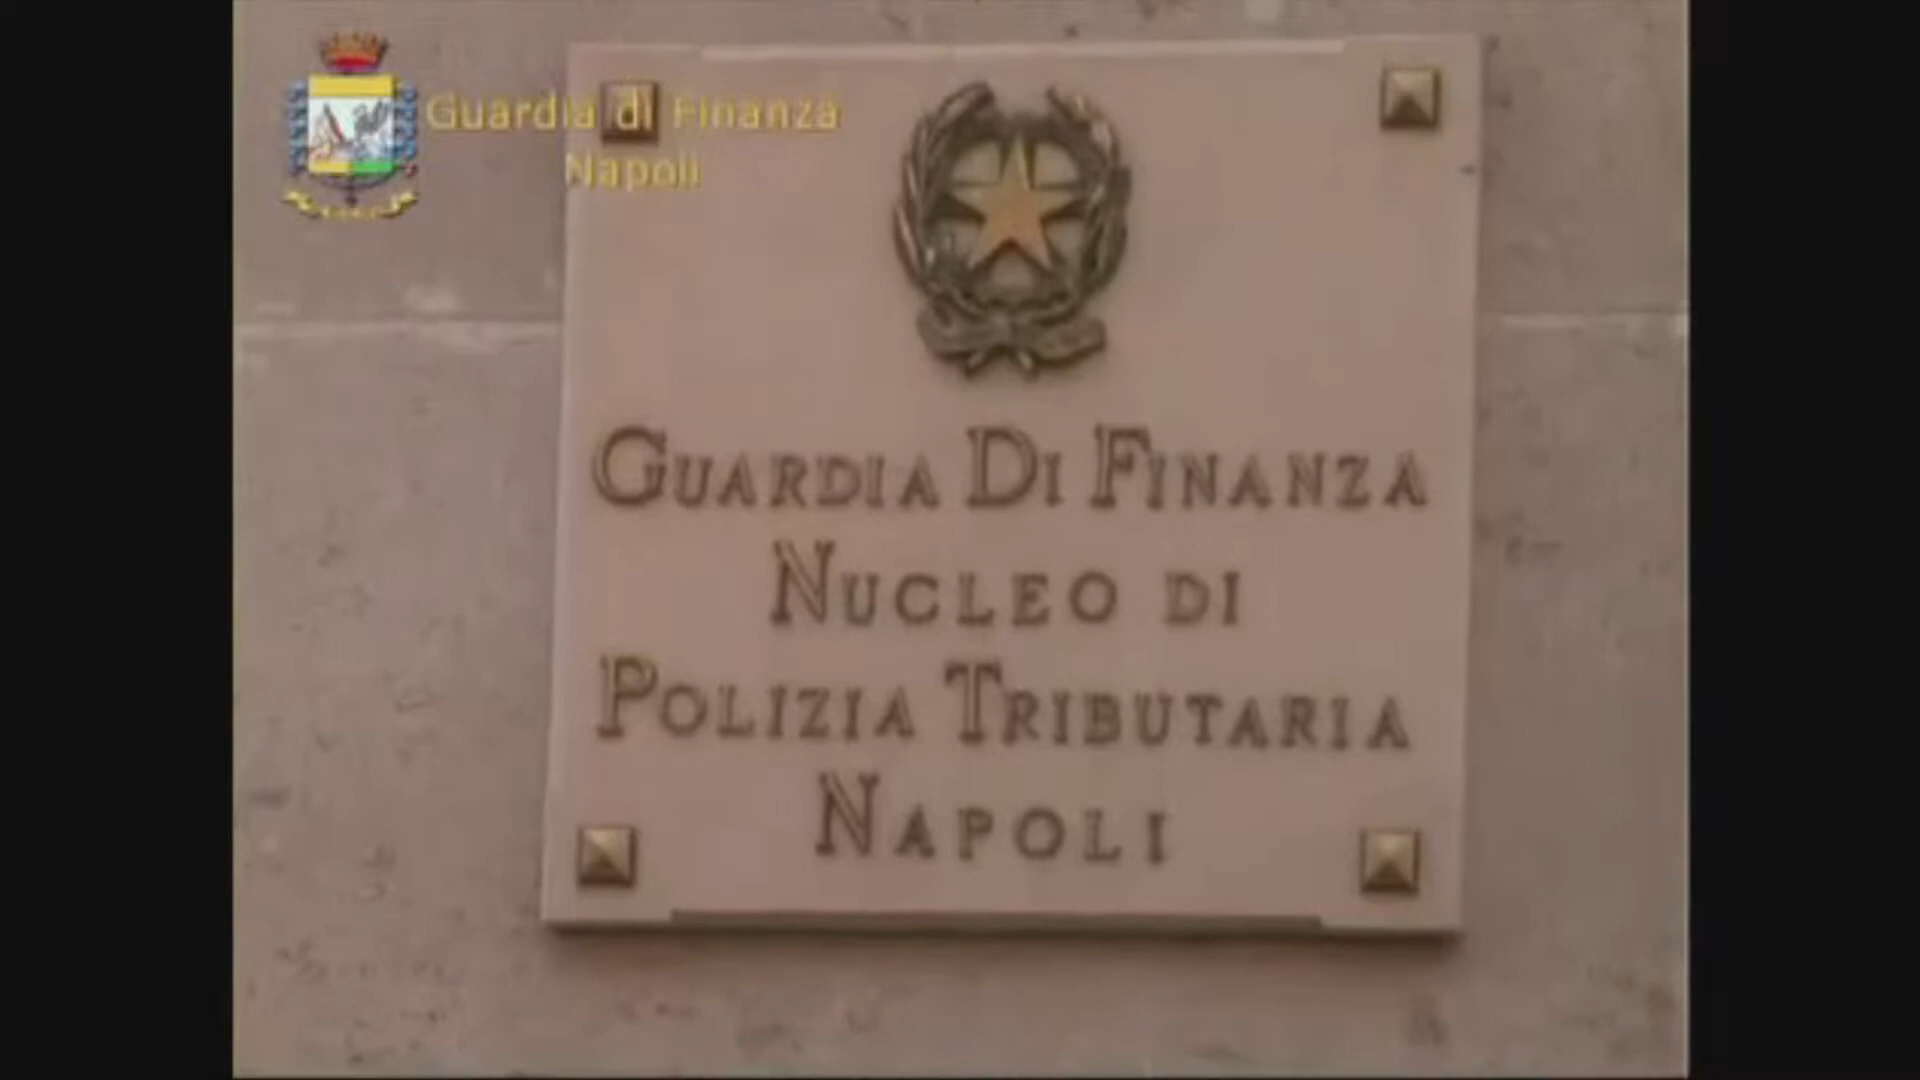 Guardia di Finanza
Napoli
GUARDIA DI FINANZA
NUCLEO DI
POLIZIA TRIBUTARIA
NAPOLI